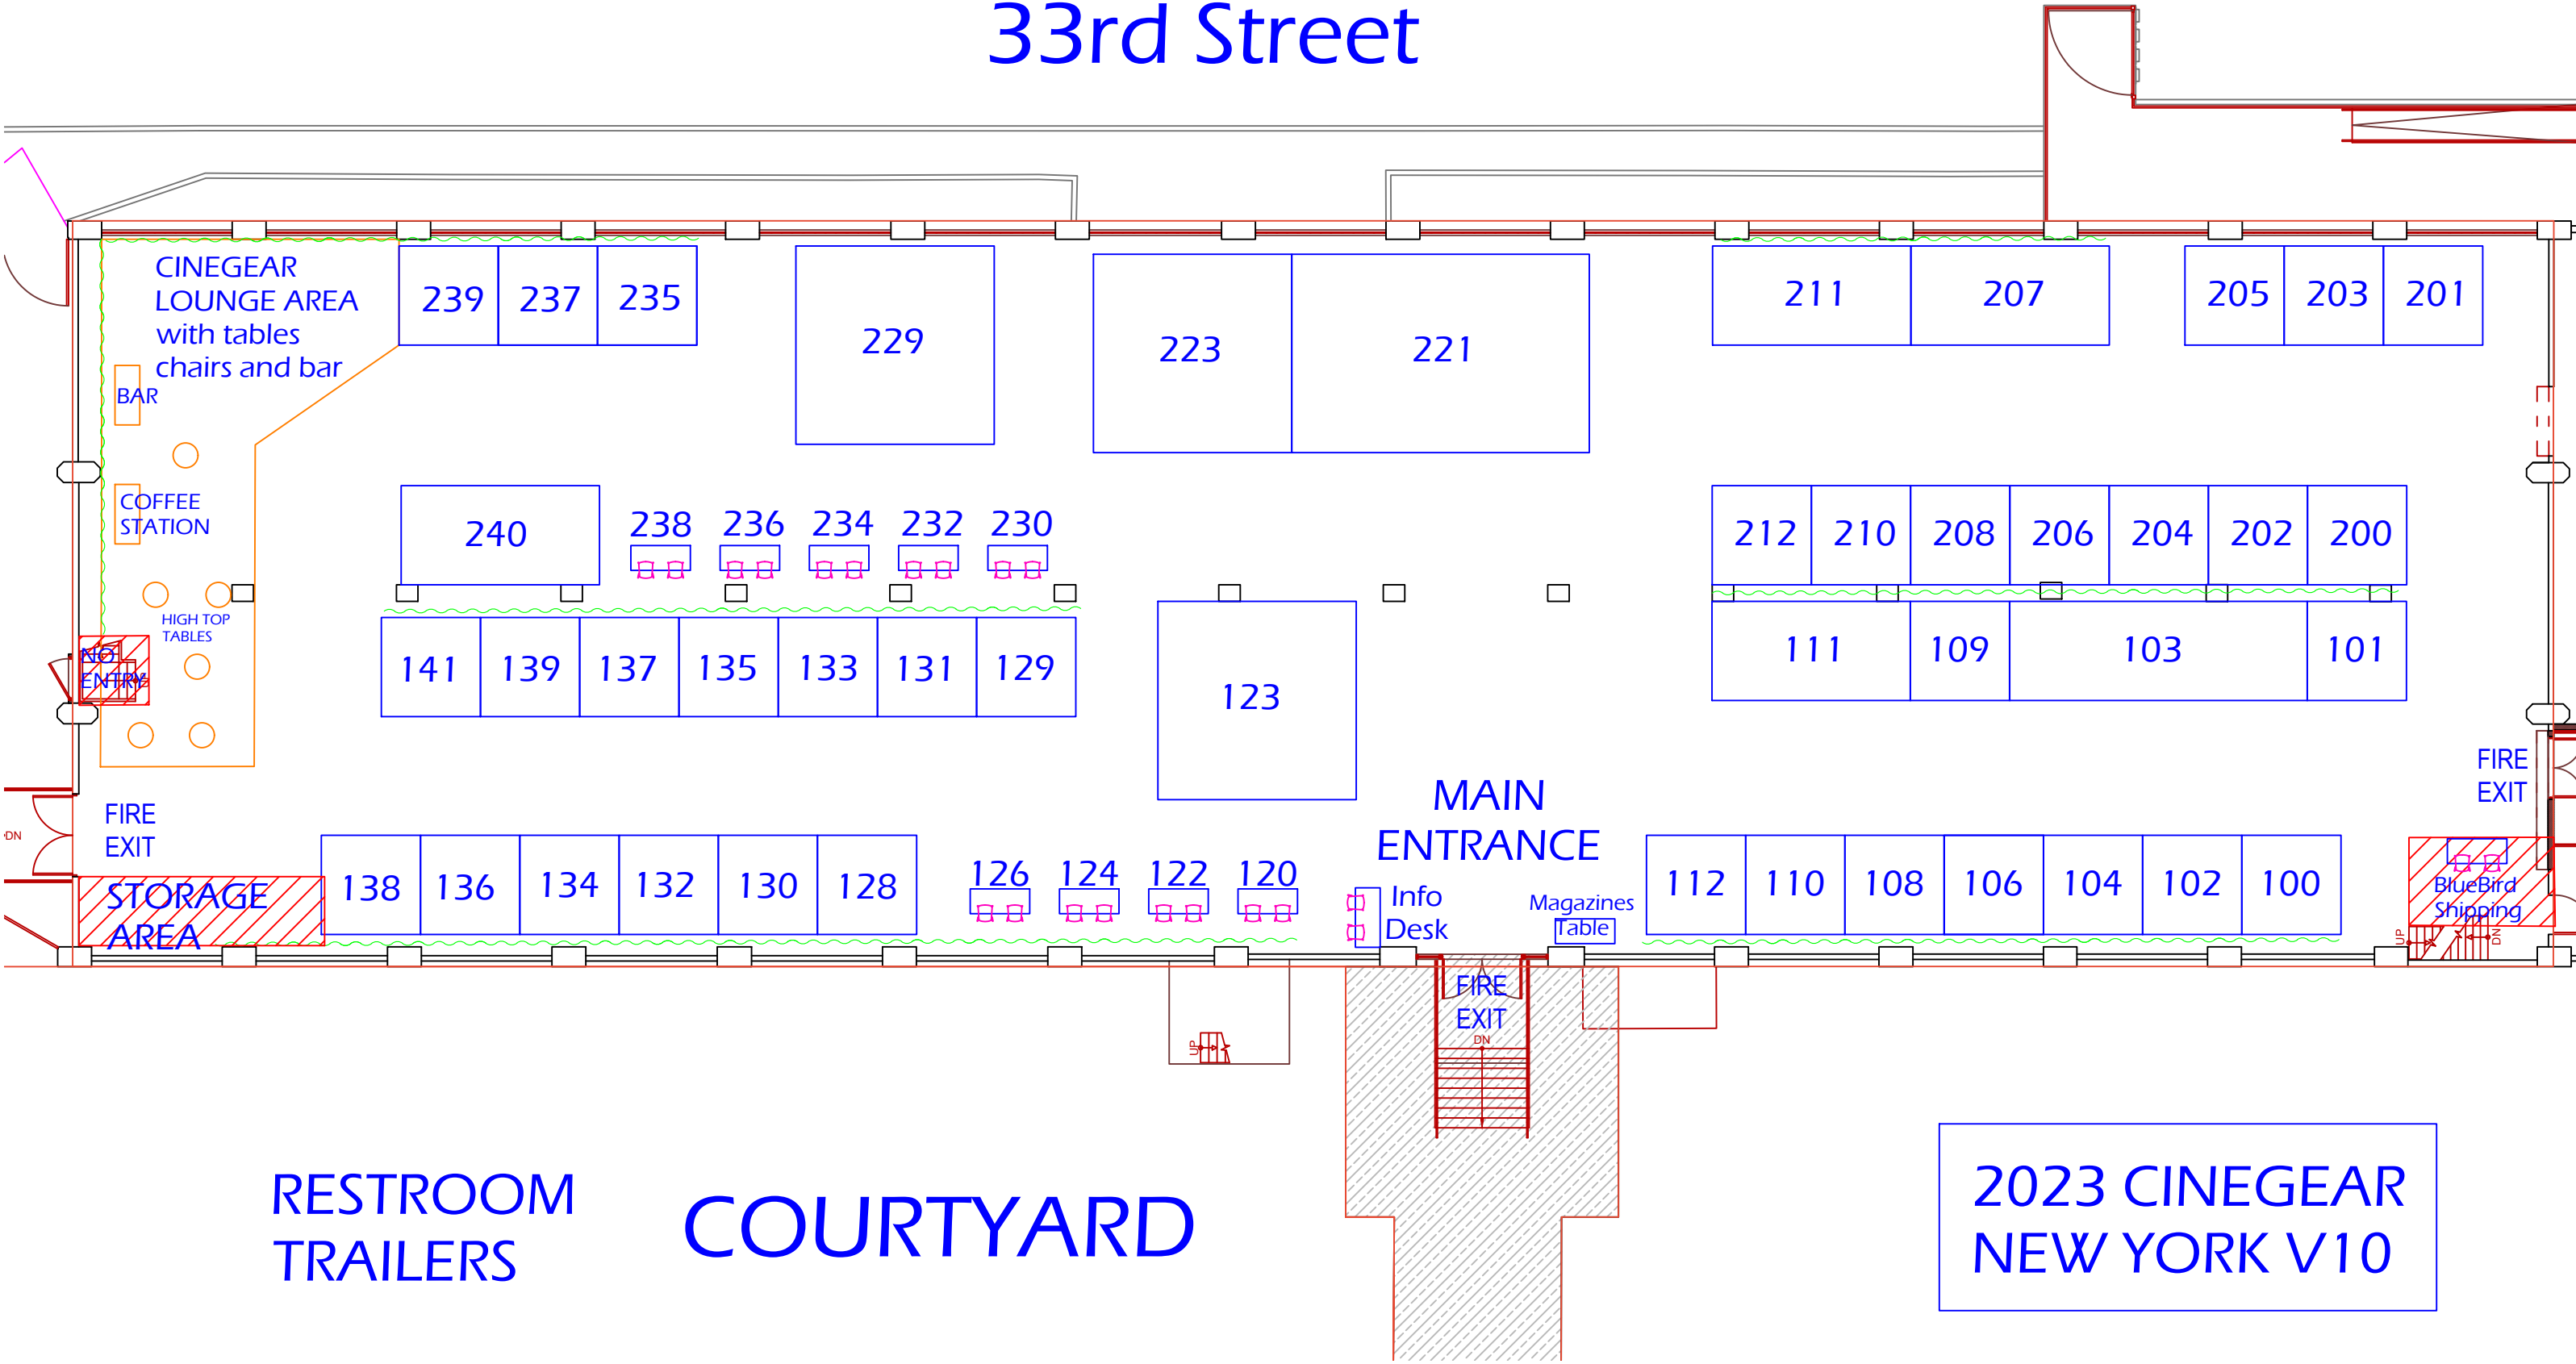 33rd Street
CINEGEAR
LOUNGE AREA
with tables
chairs and bar
239 237 235
229
223
221
211
207
205 203 201
BAR
COFFEE
STATION
240
238 236 234 232 230
212 210 208 206 204 202 200
HIGH TOP
TABLES
NO
ENTRY
141 139 137 135 133 131 129
123
111 109 103 101
FIRE
EXIT
FIRE
EXIT
MAIN
ENTRANCE
DN
STORAGE
AREA
138 136 134 132 130 128
126 124 122 120
Info
Desk
Magazines
Table
112 110 108 106 104 102 100
BlueBird
Shipping
UP
DN
FIRE
EXIT
DN
UP
RESTROOM
TRAILERS
COURTYARD
2023 CINEGEAR
NEW YORK V10